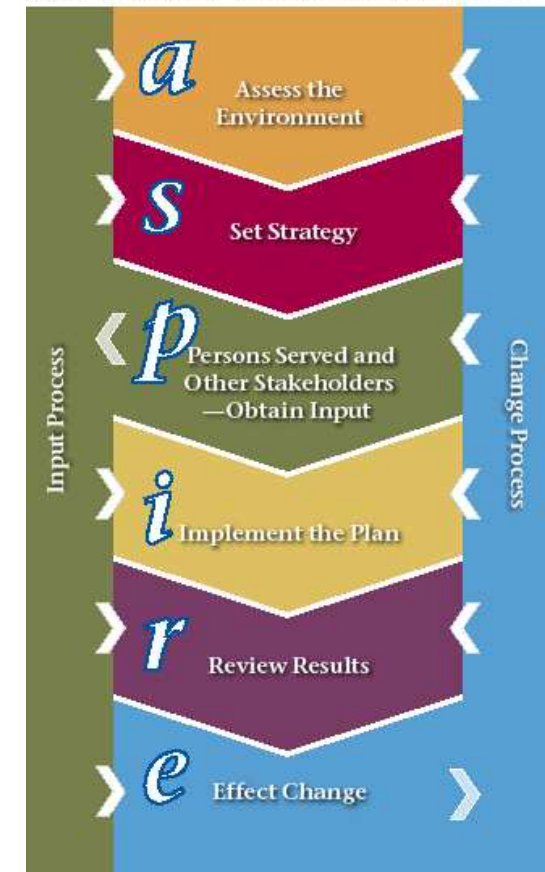 a
Assess the
Environment
s
Set Strategy
p
Persons Served and
Other Stakeholders
—Obtain Input
i
Implement the Plan
r
Review Results
e
Effect Change
Input Process
Change Process